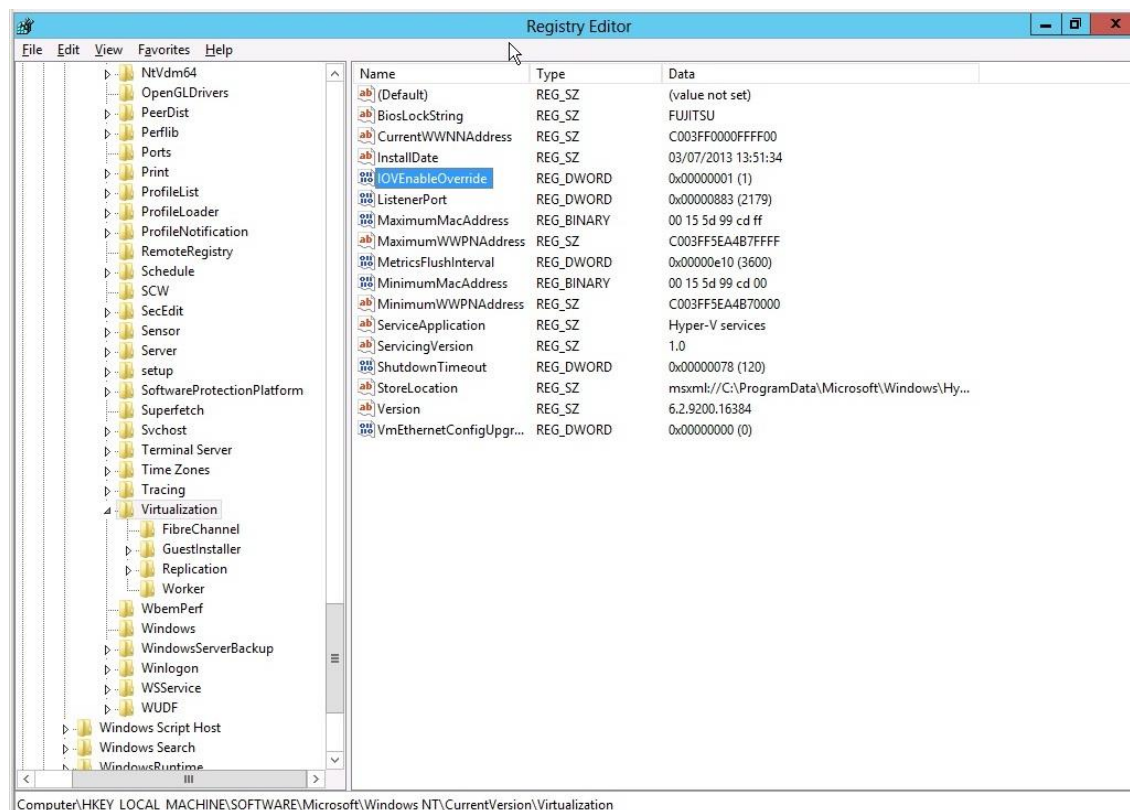 Registry Editor
File Edit View Favorites Help
NtVdm64
OpenGLDrivers
PeerDist
Perflib
Ports
Print
ProfileList
ProfileLoader
ProfileNotification
RemoteRegistry
Schedule
SCW
SecEdit
Sensor
Server
setup
SoftwareProtectionPlatform
Superfetch
Svchost
Terminal Server
Time Zones
Tracing
Virtualization
FibreChannel
GuestInstaller
Replication
Worker
WbemPerf
Windows
WindowsServerBackup
Winlogon
WSService
WUDF
Windows Script Host
Windows Search
WindowsRuntime
Name Type Data
(Default) REG_SZ (value not set)
BiosLockString REG_SZ FUJITSU
CurrentWWNNAddress REG_SZ C003FF0000FFFF00
InstallDate REG_SZ 03/07/2013 13:51:34
IOVEnableOverride REG_DWORD 0x00000001 (1)
ListenerPort REG_DWORD 0x00000883 (2179)
MaximumMacAddress REG_BINARY 00 15 5d 99 cd ff
MaximumWWPNAddress REG_SZ C003FF5EA4B7FFFF
MetricsFlushInterval REG_DWORD 0x00000e10 (3600)
MinimumMacAddress REG_BINARY 00 15 5d 99 cd 00
MinimumWWPNAddress REG_SZ C003FF5EA4B70000
ServiceApplication REG_SZ Hyper-V services
ServicingVersion REG_SZ 1.0
ShutdownTimeout REG_DWORD 0x00000078 (120)
StoreLocation REG_SZ msxml://C:\ProgramData\Microsoft\Windows\Hy...
Version REG_SZ 6.2.9200.16384
VmEthernetConfigUpgr... REG_DWORD 0x00000000 (0)
Computer\HKEY_LOCAL_MACHINE\SOFTWARE\Microsoft\Windows NT\CurrentVersion\Virtualization